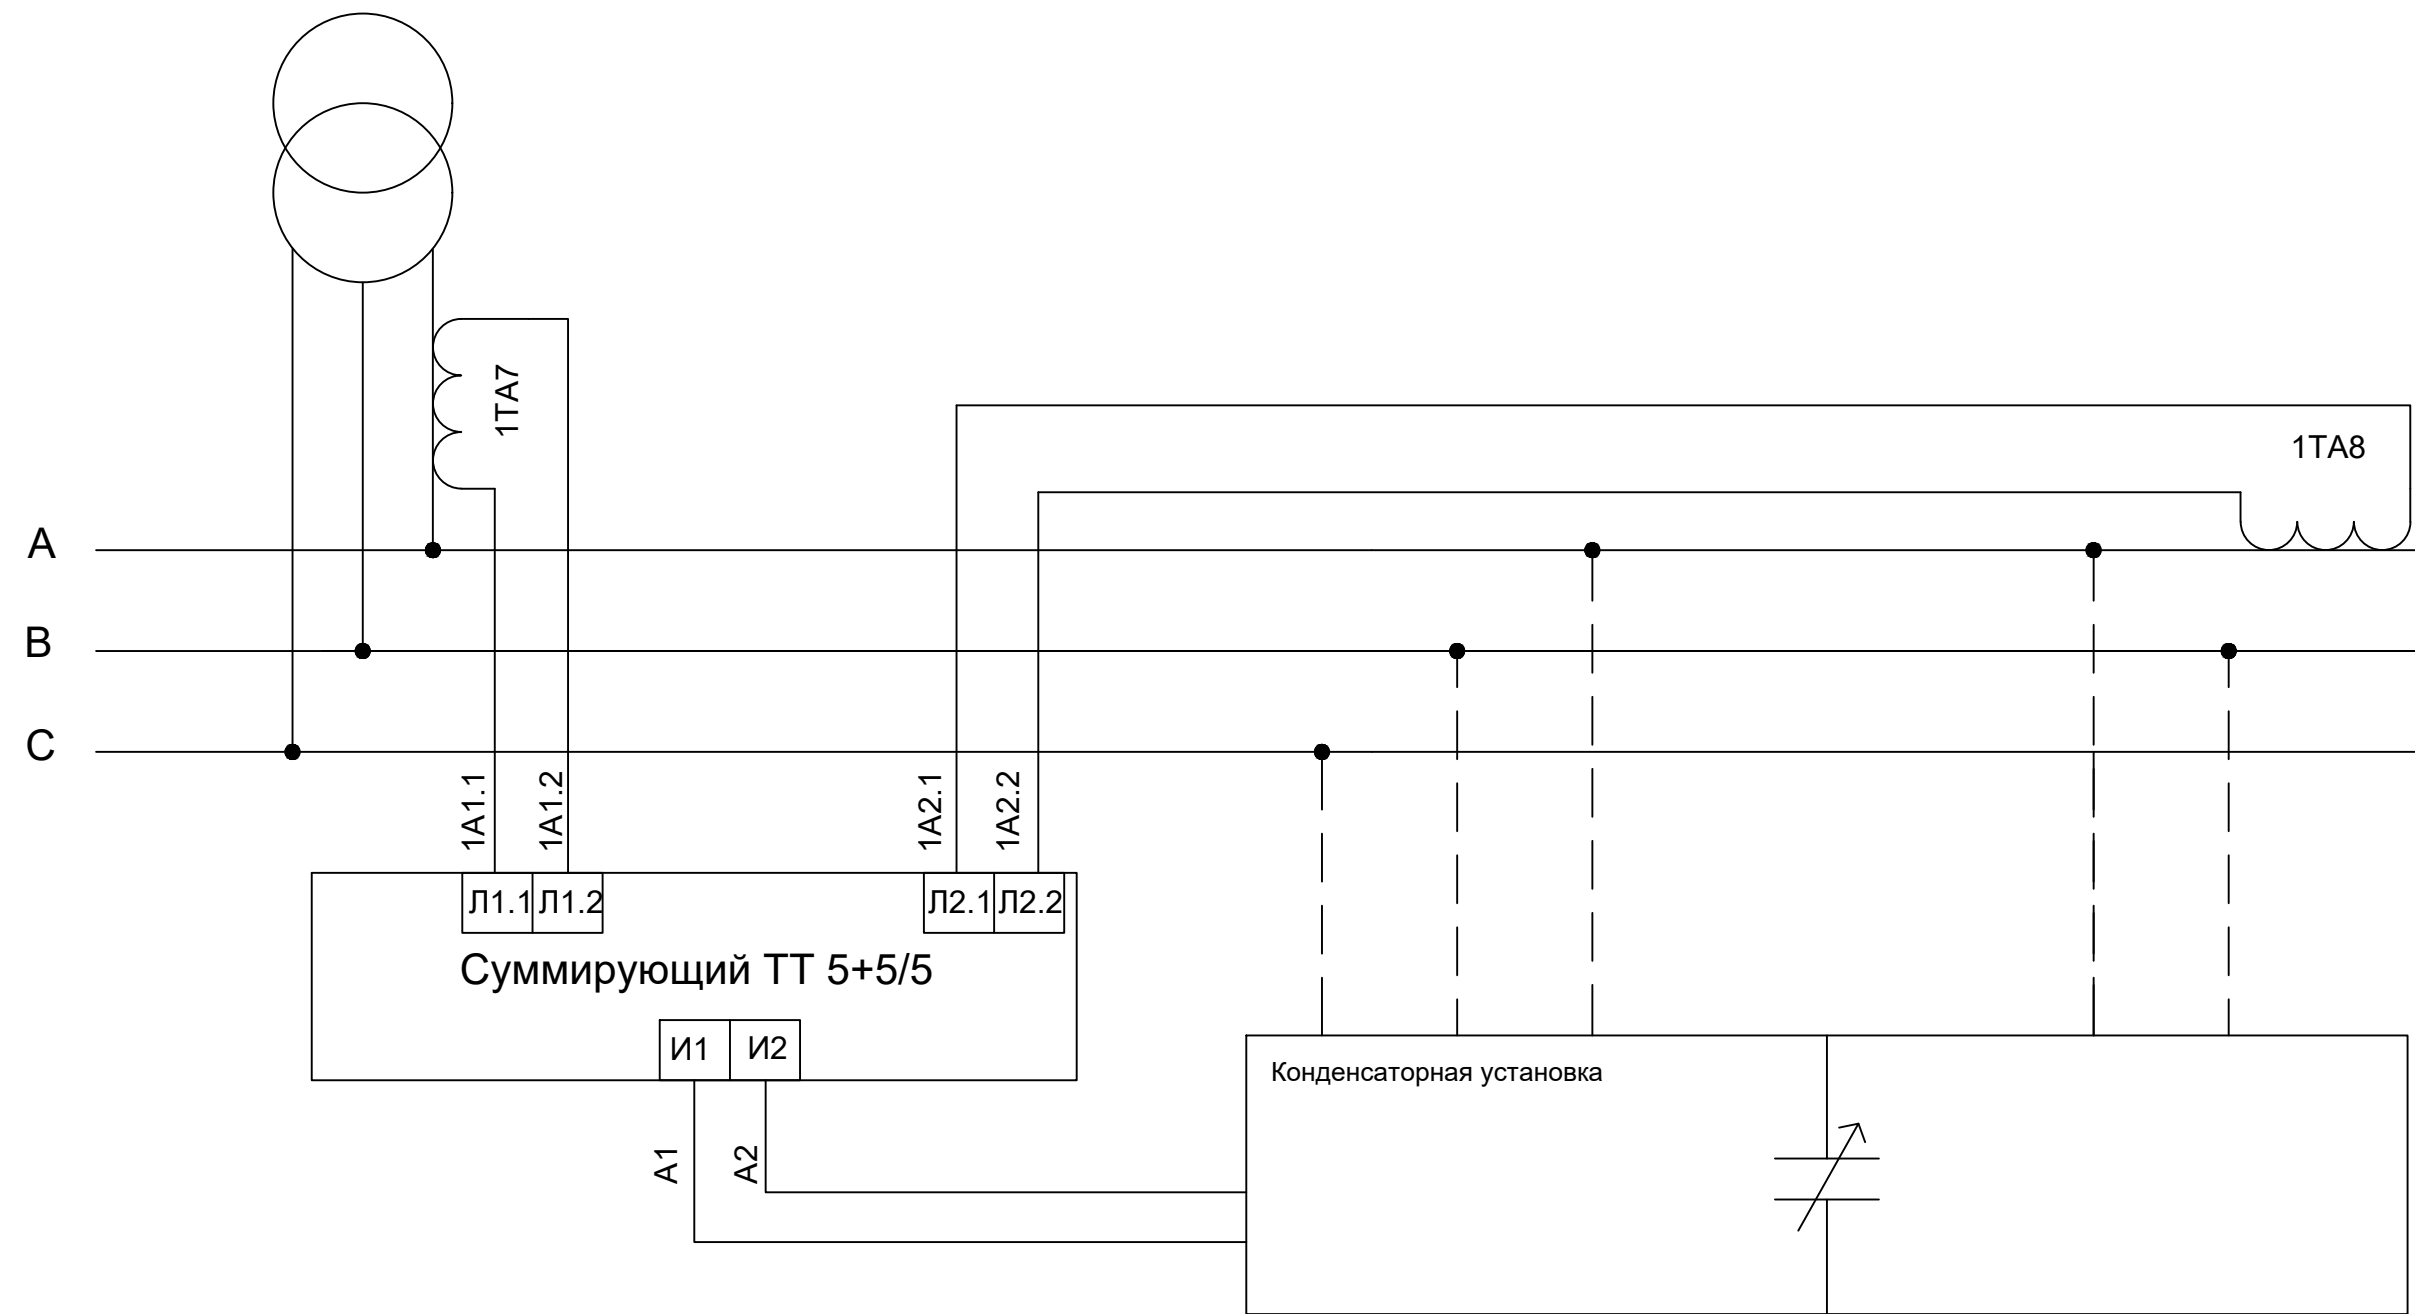 1TA7
1TA8
A
B
C
1A1.1
1A1.2
1A2.1
1A2.2
Л1.1
Л1.2
Л2.1
Л2.2
Суммирующий ТТ 5+5/5
И1
И2
Конденсаторная установка
A1
A2